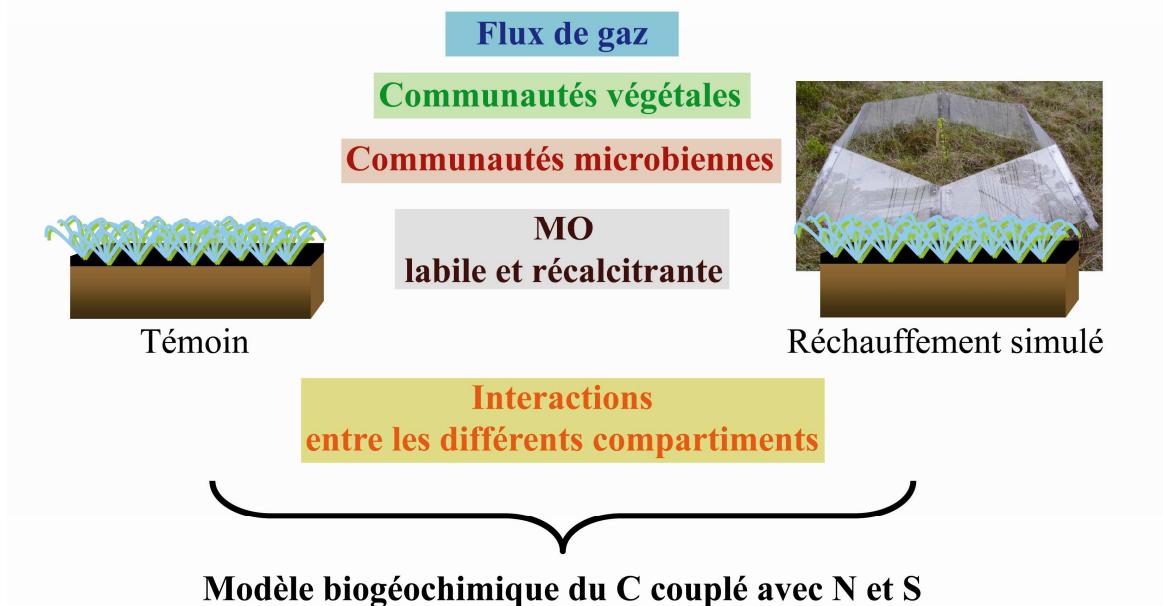 Flux de gaz
Communautés végétales
Communautés microbiennes
MO
labile et récalcitrante
Témoin
Réchauffement simulé
Interactions
entre les différents compartiments
Modèle biogéochimique du C couplé avec N et S